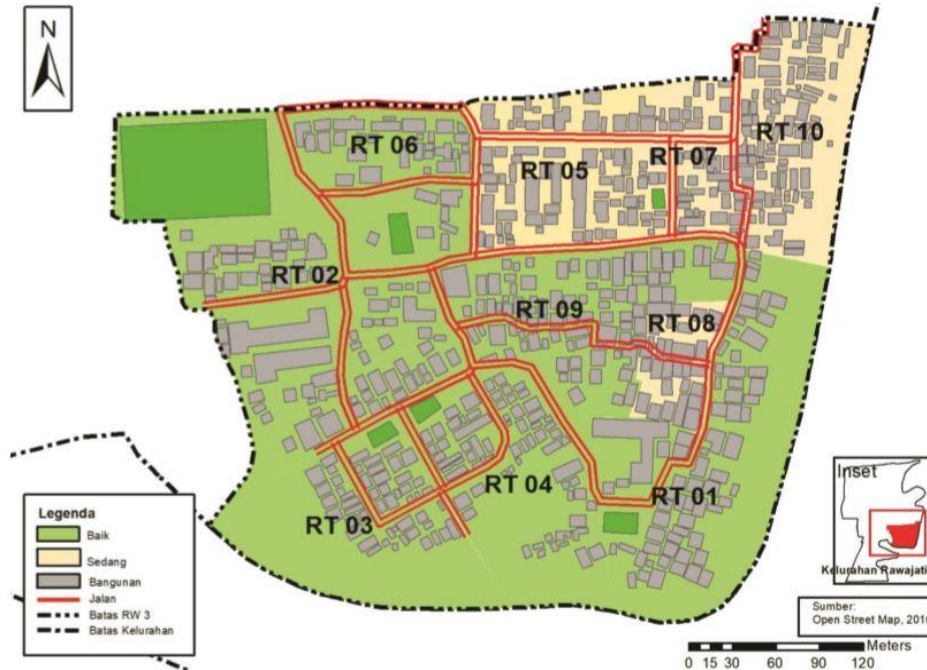 N
RT 10
RT 06
RT 07
RT 05
RT 02
RT 09
RT 08
RT 04
RT 01
RT 03
Legenda
Baik
Sedang
Bangunan
Jalan
Batas RW 3
Batas Kelurahan
Inset
Kelurahan Rawajati
Sumber:
Open Street Map, 201
Meters
0 15 30 60 90 120